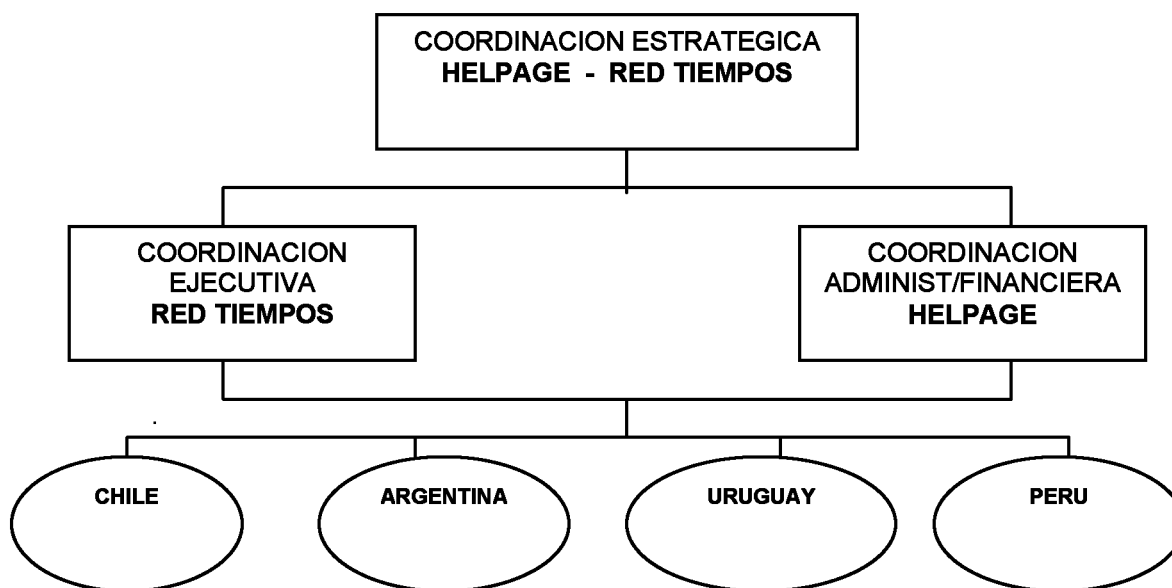 COORDINACION ESTRATEGICA
HELPAGE - RED TIEMPOS
COORDINACION
EJECUTIVA
RED TIEMPOS
COORDINACION
ADMINIST/FINANCIERA
HELPAGE
CHILE
ARGENTINA
URUGUAY
PERU